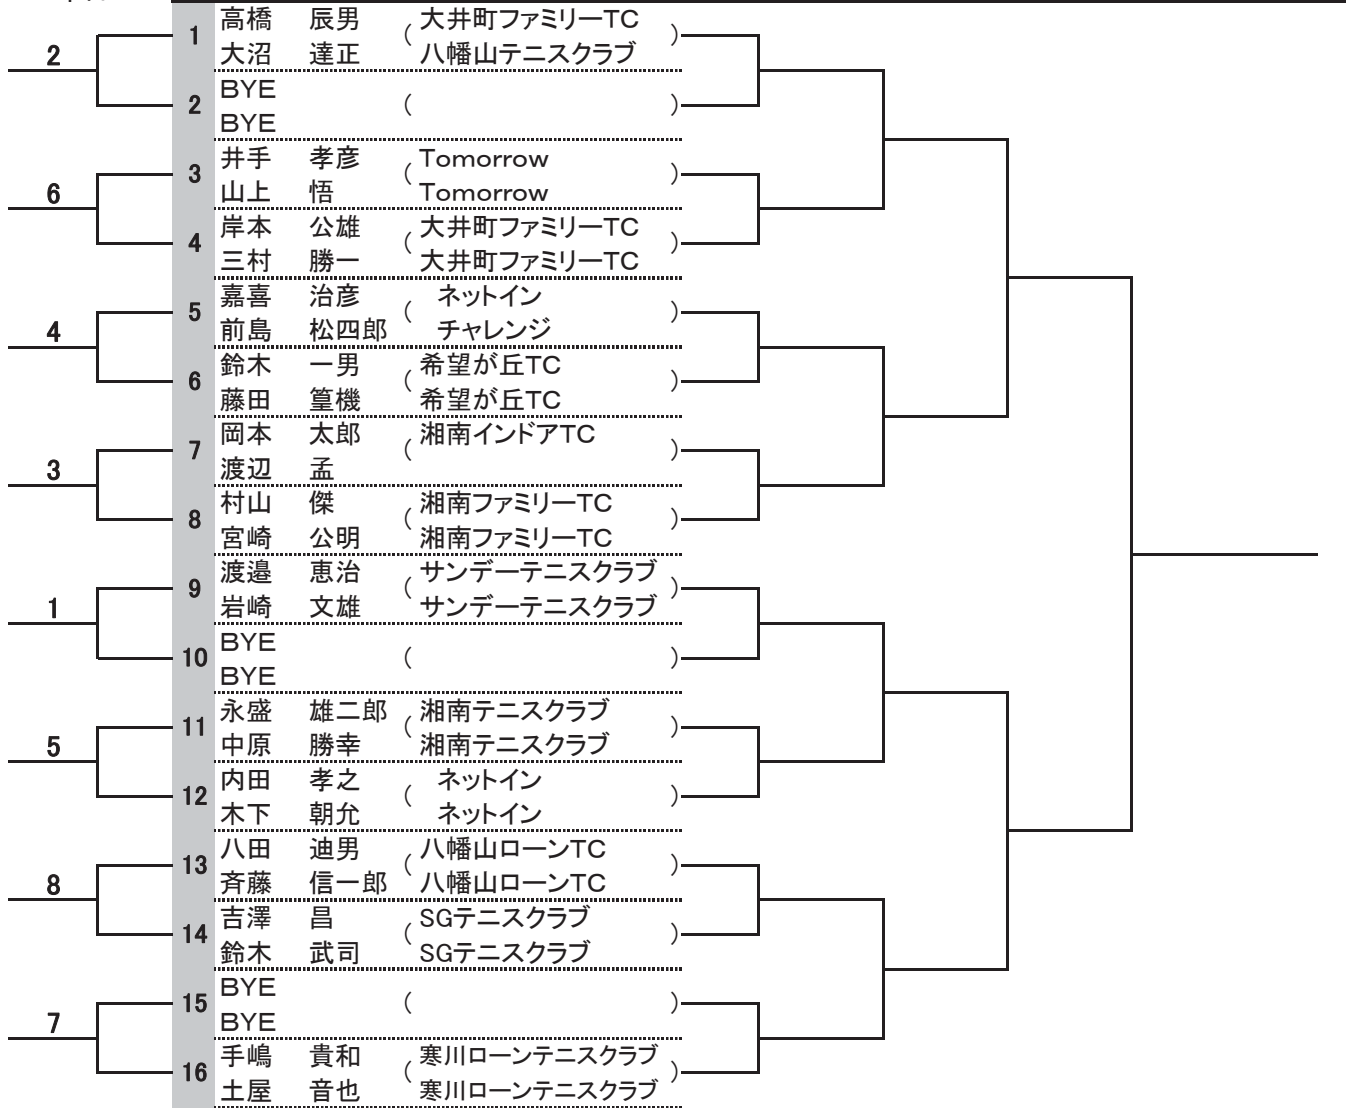 1 高橋 辰男 ( 大井町ファミリーTC )
2 大沼 達正 八幡山テニスクラブ
BYE
2 ( )
BYE
井手 孝彦 Tomorrow
3 ( )
6 山上 悟 Tomorrow
岸本 公雄 大井町ファミリーTC
4 ( )
三村 勝一 大井町ファミリーTC
嘉喜 治彦 ネットイン
5 ( )
4 前島 松四郎 チャレンジ
鈴木 一男 希望が丘TC
6 ( )
藤田 篁機 希望が丘TC
岡本 太郎 湘南インドアTC
7 ( )
3 渡辺 孟
村山 傑 湘南ファミリーTC
8 ( )
宮崎 公明 湘南ファミリーTC
渡邉 恵治 サンデーテニスクラブ
9 ( )
1 岩崎 文雄 サンデーテニスクラブ
BYE
10 ( )
BYE
永盛 雄二郎 湘南テニスクラブ
11 ( )
5 中原 勝幸 湘南テニスクラブ
内田 孝之 ネットイン
12 ( )
木下 朝允 ネットイン
八田 迪男 八幡山ローンTC
13 ( )
8 斉藤 信一郎 八幡山ローンTC
吉澤 昌 SGテニスクラブ
14 ( )
鈴木 武司 SGテニスクラブ
BYE
15 ( )
7 BYE
手嶋 貴和 寒川ローンテニスクラブ
16 ( )
土屋 音也 寒川ローンテニスクラブ